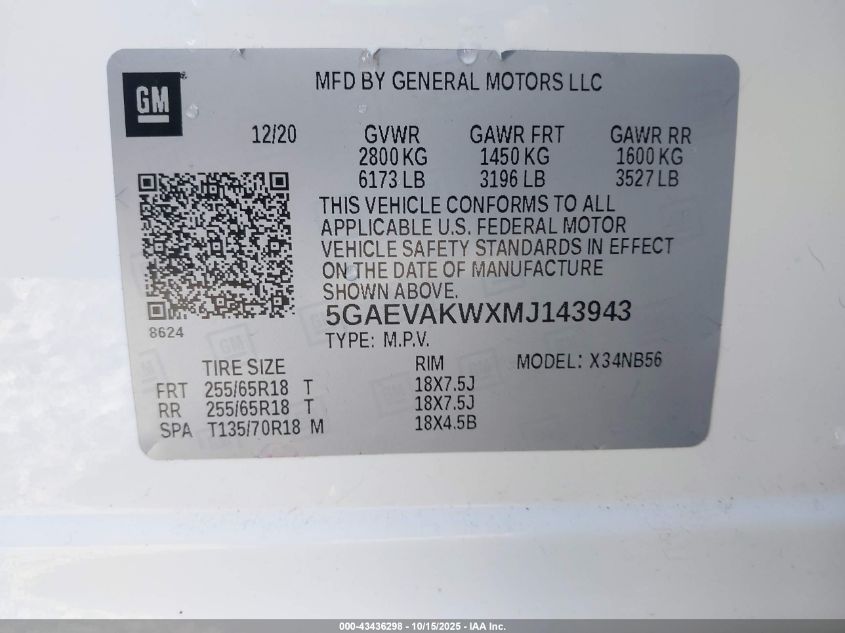 GM
MFD BY GENERAL MOTORS LLC
12/20 GVWR GAWR FRT GAWR RR
2800 KG 1450 KG 1600 KG
6173 LB 3196 LB 3527 LB
THIS VEHICLE CONFORMS TO ALL
APPLICABLE U.S. FEDERAL MOTOR
VEHICLE SAFETY STANDARDS IN EFFECT
ON THE DATE OF MANUFACTURE
SHOWN ABOVE.
8624
5GAEVAKWXMJ143943
TYPE: M.P.V.
TIRE SIZE RIM MODEL: X34NB56
FRT 255/65R18 T 18X7.5J
RR 255/65R18 T 18X7.5J
SPA T135/70R18 M 18X4.5B
000-43436298 - 10/15/2025 - IAA Inc.